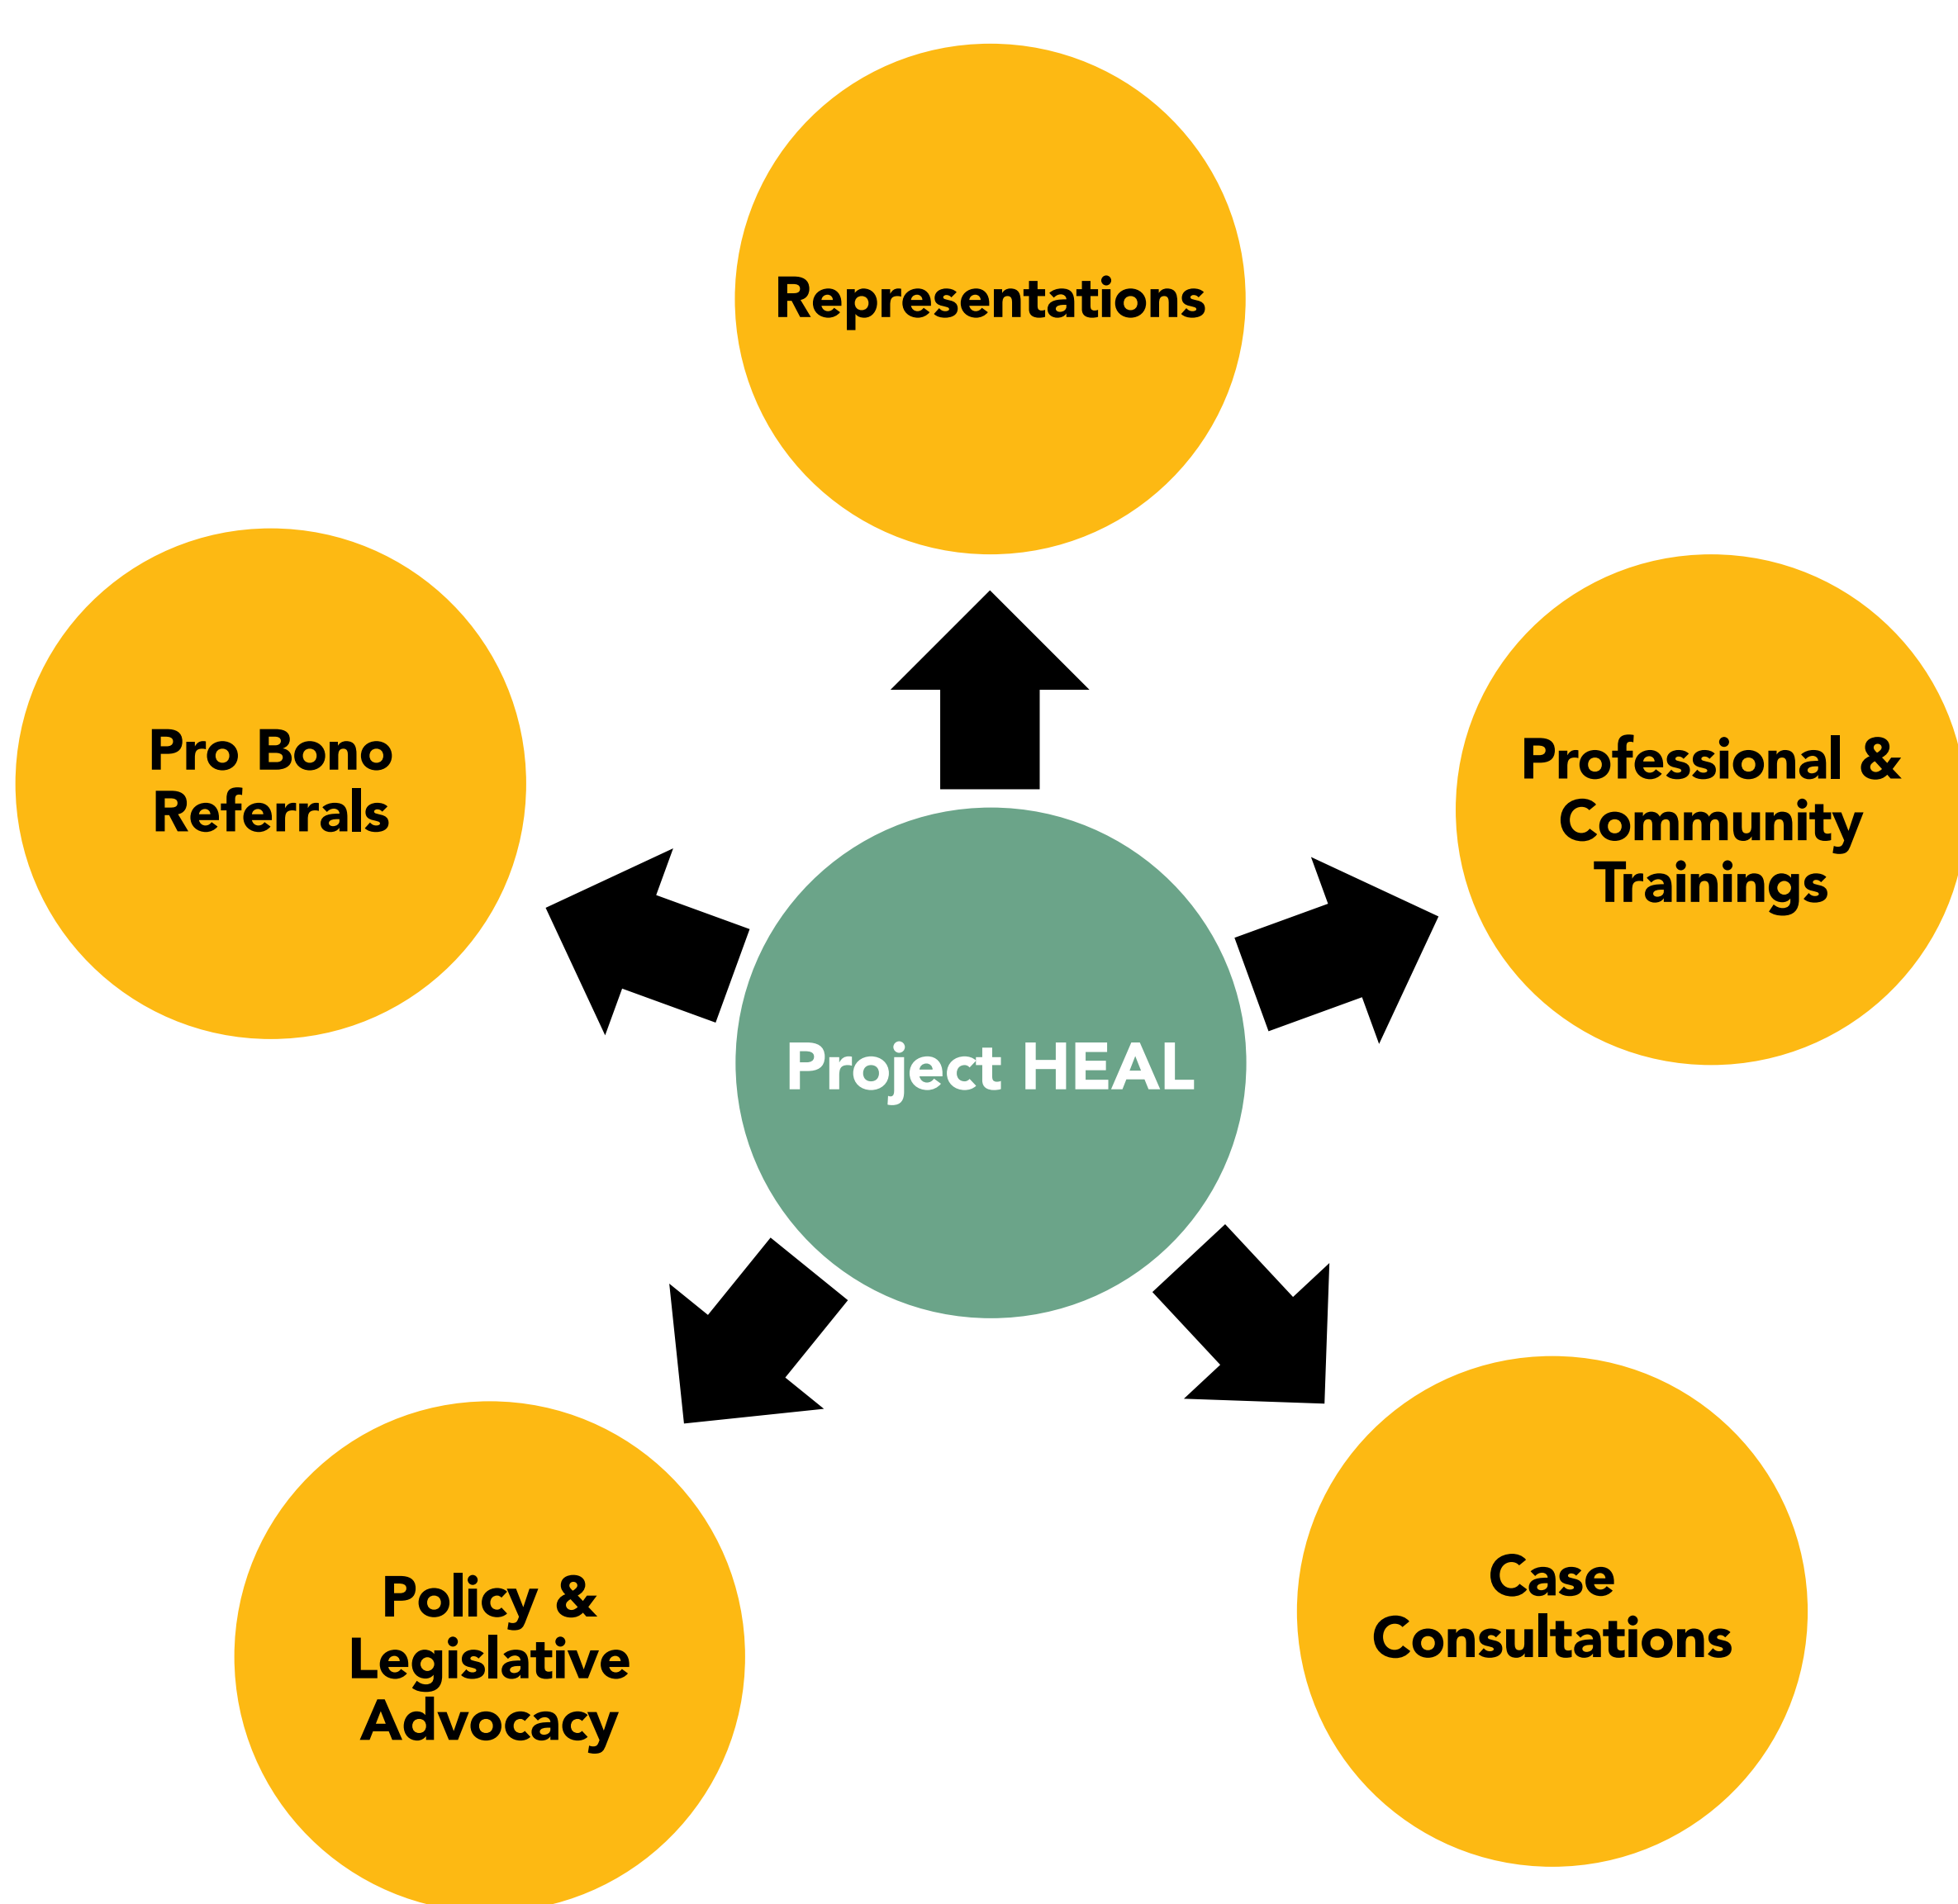 Representations
Pro Bono
Referrals
Professional &
Community
Trainings
Project HEAL
Policy &
Legislative
Advocacy
Case
Consultations